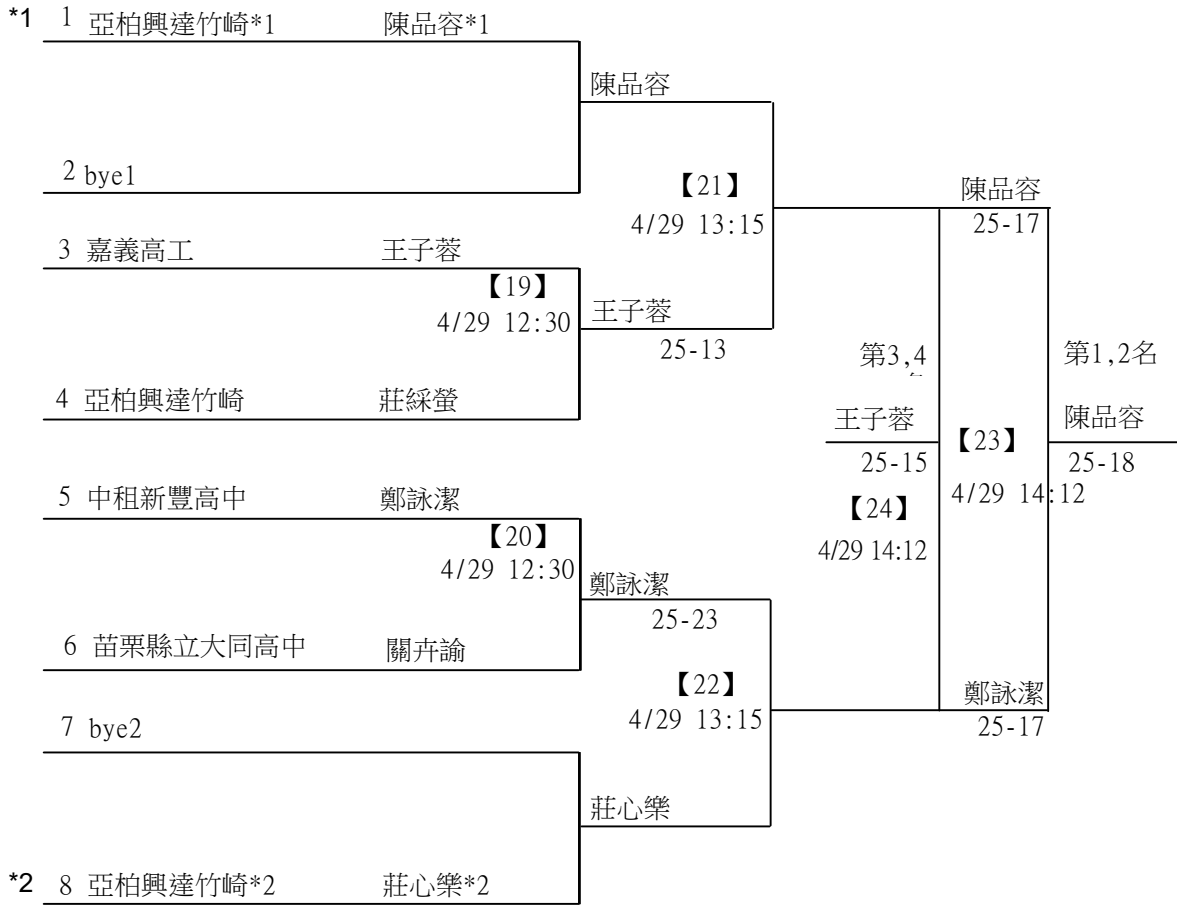 *1 1 亞柏興達竹崎*1 陳品容*1
陳品容
2 bye1
【21】
4/29 13:15
陳品容
25-17
3 嘉義高工 王子蓉
【19】
4/29 12:30
王子蓉
25-13
第3,4
第1,2名
4 亞柏興達竹崎 莊綵螢
王子蓉
25-15
【23】
4/29 14:12
陳品容
25-18
5 中租新豐高中 鄭詠潔
【24】
4/29 14:12
【20】
4/29 12:30
鄭詠潔
25-23
6 苗栗縣立大同高中 關卉諭
【22】
4/29 13:15
鄭詠潔
25-17
7 bye2
莊心樂
*2 8 亞柏興達竹崎*2 莊心樂*2